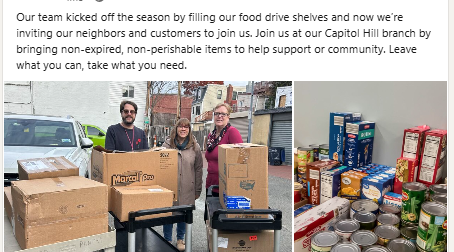 Our team kicked off the season by filling our food drive shelves and now we're
inviting our neighbors and customers to join us. Join us at our Capitol Hill branch by
bringing non-expired, non-perishable items to help support or community. Leave
what you can, take what you need.
Marcal